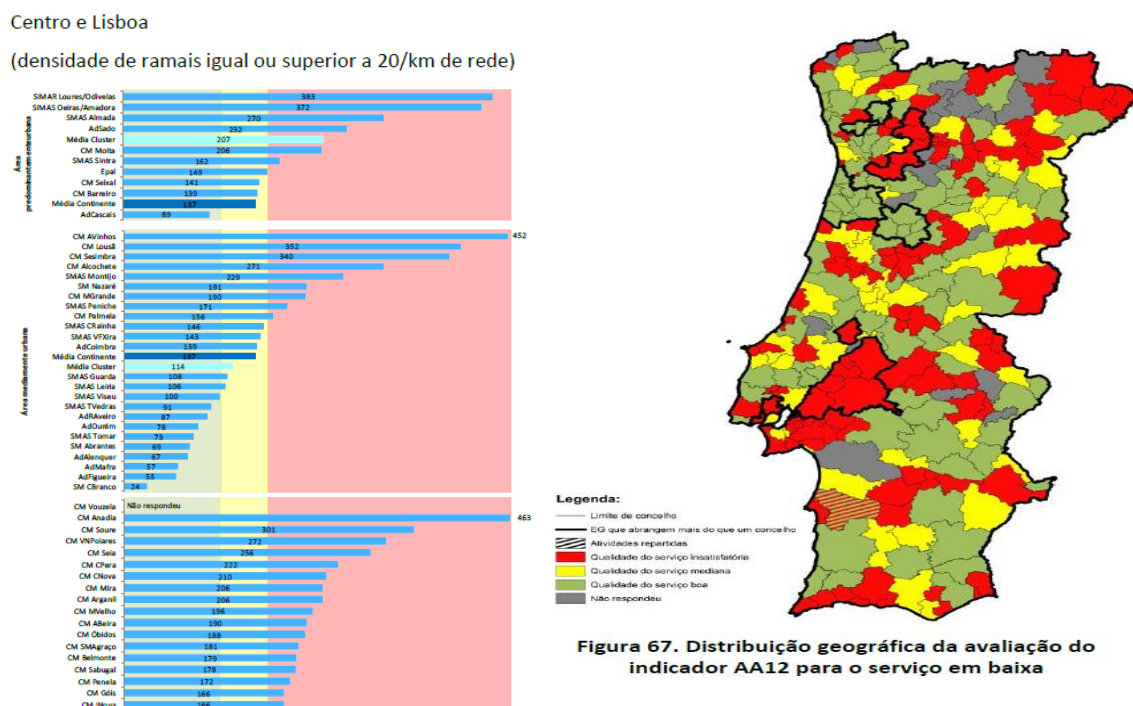 Centro e Lisboa
(densidade de ramais igual ou superior a 20/km de rede)
Área
predominantemente urbana
SIMAR Loures/Odivelas 383
SIMAS Oeiras/Amadora 372
SMAS Almada 270
AdSado 232
Média Cluster 207
CM Moita 206
SMAS Sintra 162
Epal 149
CM Seixal 141
CM Barreiro 139
Média Continente 137
AdCascais 89
Área mediamente urbana
CM AVinhos 452
CM Lousã 352
CM Sesimbra 340
CM Alcochete 271
SMAS Montijo 229
SM Nazaré 191
CM MGrande 190
SMAS Peniche 171
CM Palmela 156
SMAS CRainha 146
SMAS VFXira 143
AdCoimbra 139
Média Continente 137
Média Cluster 114
SMAS Guarda 108
SMAS Leiria 106
SMAS Viseu 100
SMAS TVedras 91
AdRAveiro 87
AdOurém 78
SMAS Tomar 73
SM Abrantes 69
AdAlenquer 67
AdMafra 57
AdFigueira 55
SM CBranco 24
CM Vouzela Não respondeu
CM Anadia 463
CM Soure 301
CM VNPoiares 272
CM Seia 256
CM CPera 222
CM CNova 210
CM Mira 206
CM Arganil 206
CM MVelho 196
CM ABeira 190
CM Óbidos 188
CM SMAgraço 181
CM Belmonte 179
CM Sabugal 178
CM Penela 172
CM Góis 166
166
Legenda:
Limite de concelho
EG que abrangem mais do que um concelho
Atividades repartidas
Qualidade do serviço insatisfatória
Qualidade do serviço mediana
Qualidade do serviço boa
Não respondeu
Figura 67. Distribuição geográfica da avaliação do
indicador AA12 para o serviço em baixa